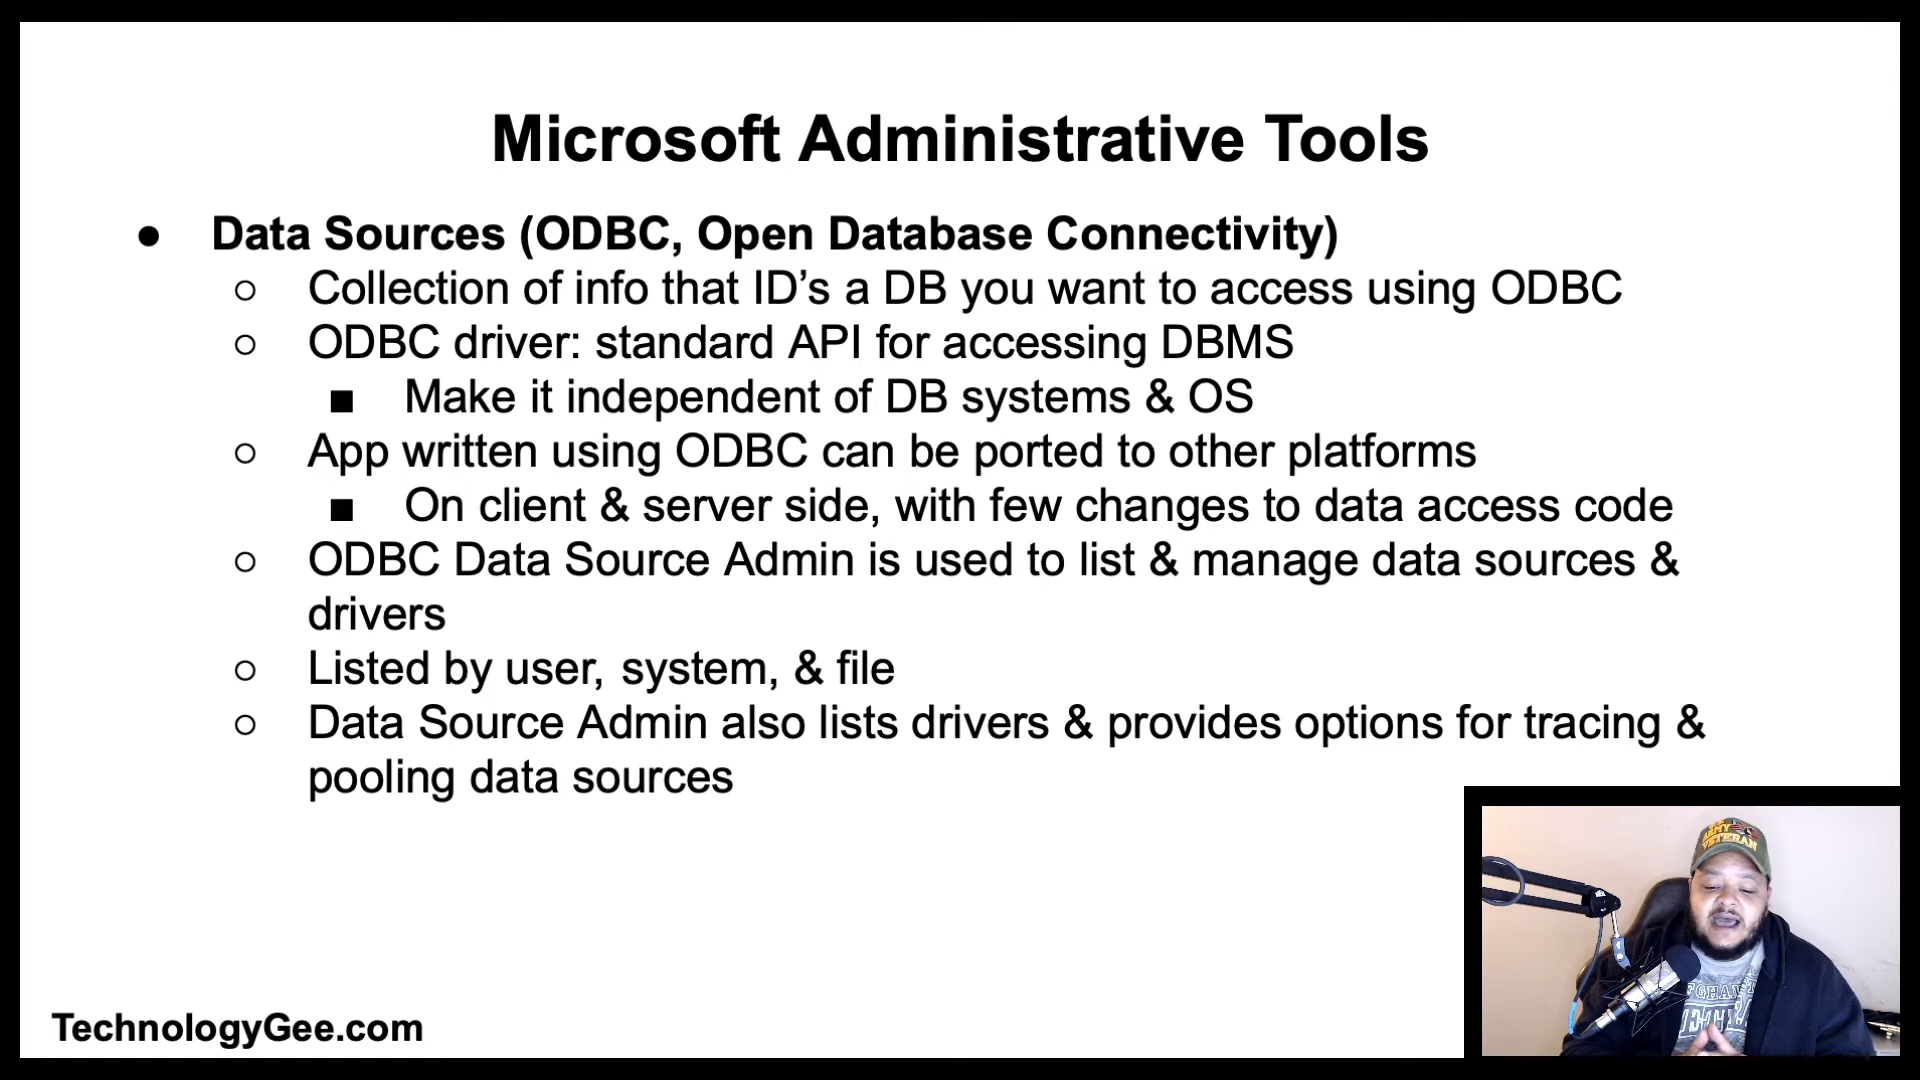 Microsoft Administrative Tools
● Data Sources (ODBC, Open Database Connectivity)
○ Collection of info that ID’s a DB you want to access using ODBC
○ ODBC driver: standard API for accessing DBMS
■ Make it independent of DB systems & OS
○ App written using ODBC can be ported to other platforms
■ On client & server side, with few changes to data access code
○ ODBC Data Source Admin is used to list & manage data sources &
drivers
○ Listed by user, system, & file
○ Data Source Admin also lists drivers & provides options for tracing &
pooling data sources
ARMY
VETERAN
TechnologyGee.com